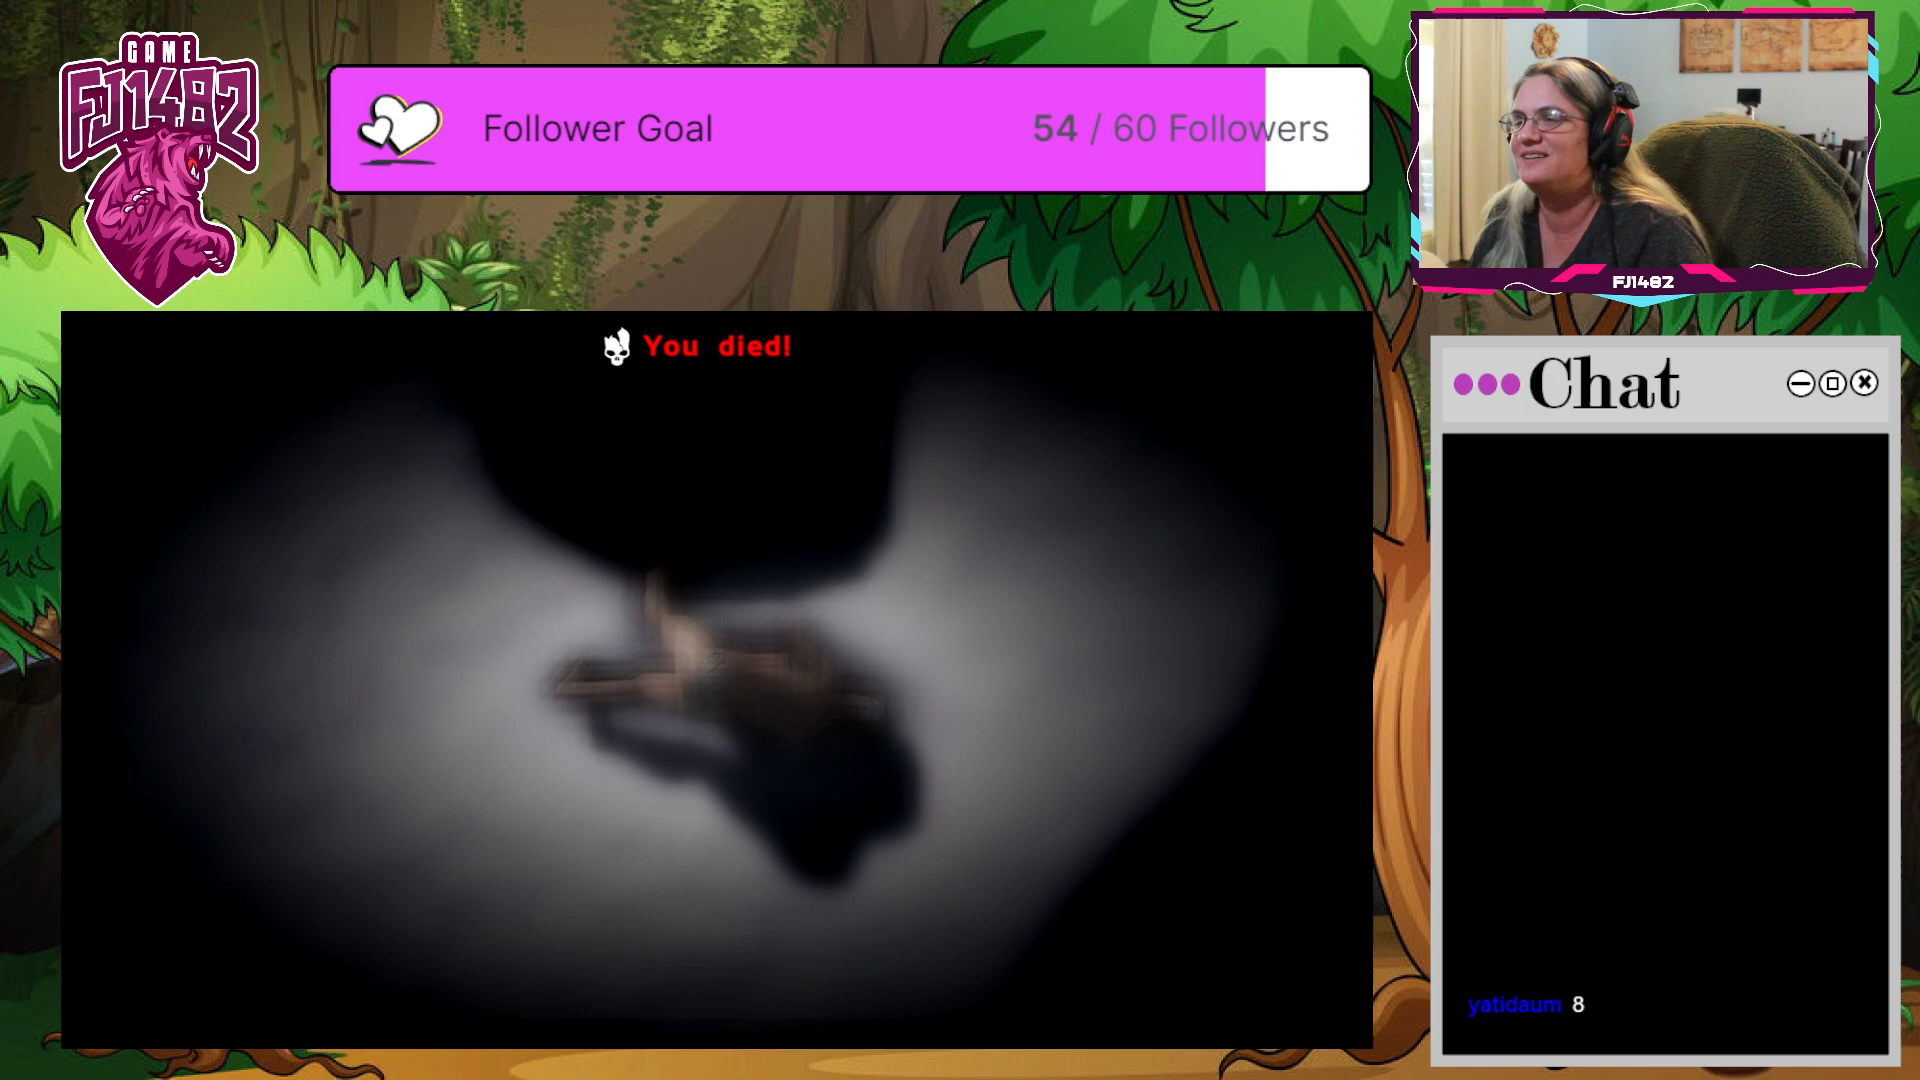 GAME
FJ1482
Follower Goal
54 / 60 Followers
FJ1482
You died!
Chat
yatidaum 8